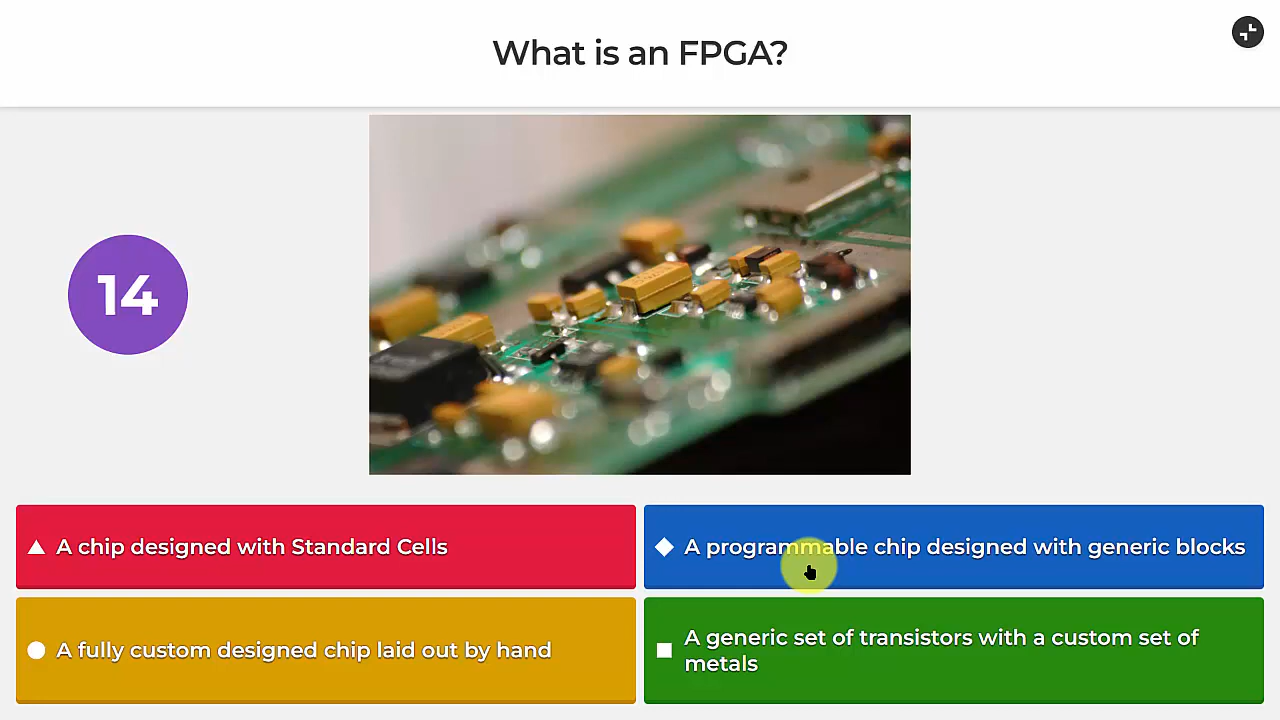 What is an FPGA?
14
A chip designed with Standard Cells
A programmable chip designed with generic blocks
A fully custom designed chip laid out by hand
A generic set of transistors with a custom set of
metals